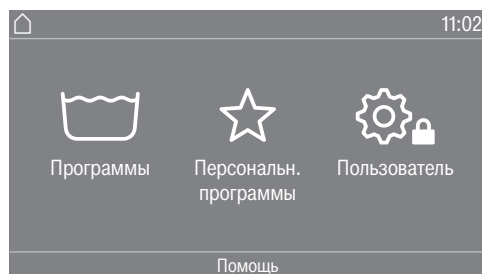 11:02
Программы
Персональн.
программы
Пользователь
Помощь